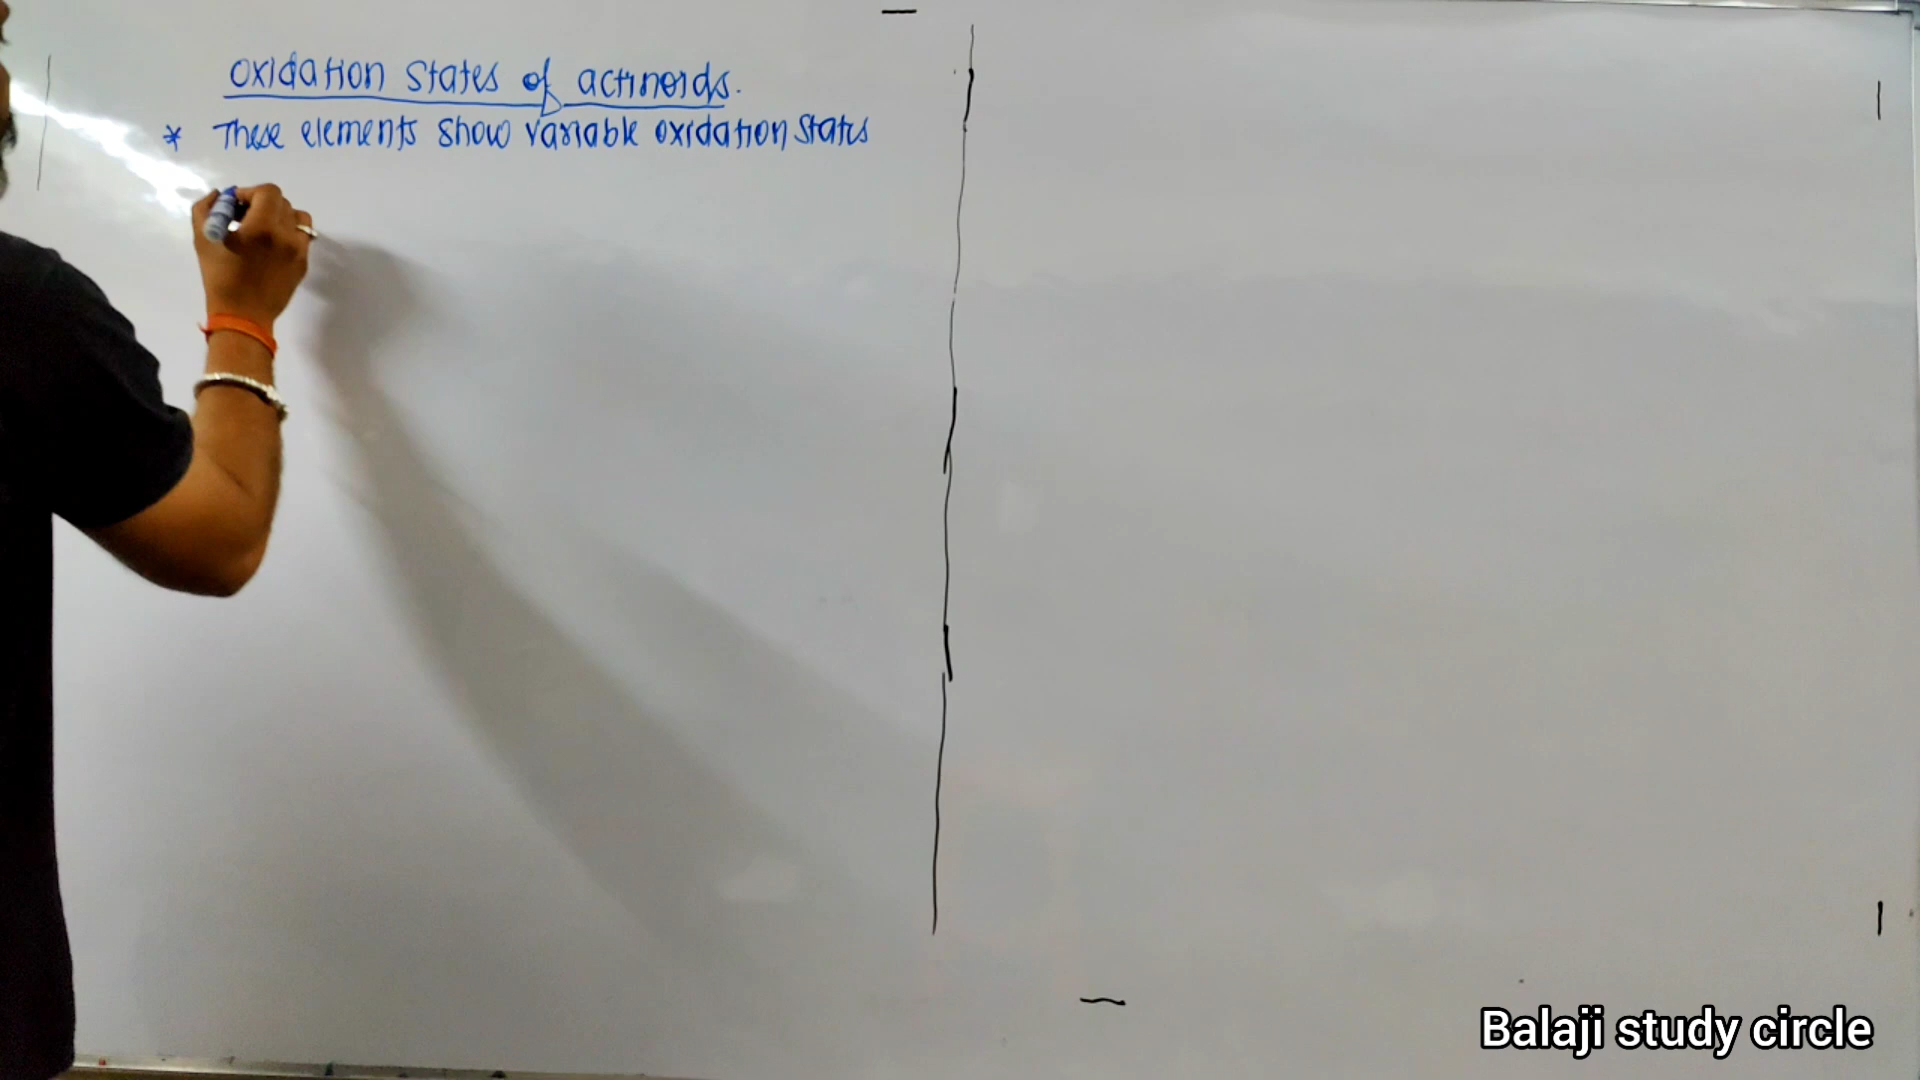 Oxidation states of actinoids.
* These elements show variable oxidation states
Balaji study circle